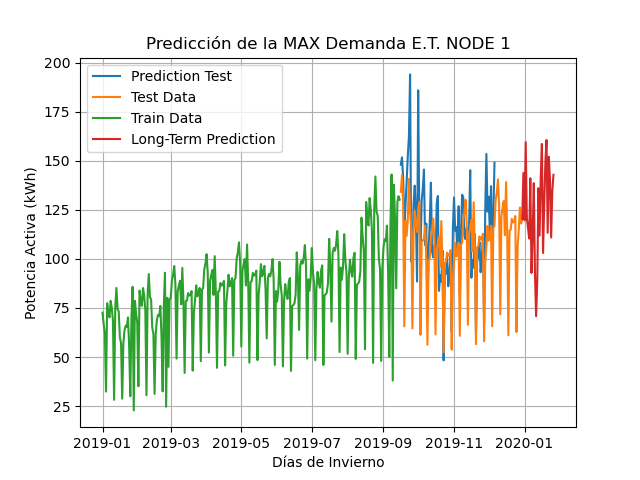 Predicción de la MAX Demanda E.T. NODE 1
Prediction Test
Test Data
Train Data
Long-Term Prediction
Potencia Activa (kWh)
200
175
150
125
100
75
50
25
2019-01
2019-03
2019-05
2019-07
2019-09
2019-11
2020-01
Días de Invierno